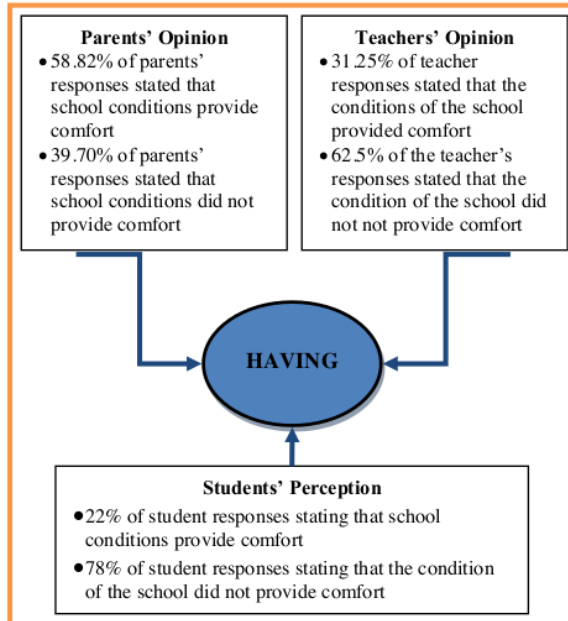 Parents' Opinion
• 58.82% of parents'
responses stated that
school conditions provide
comfort
• 39.70% of parents'
responses stated that
school conditions did not
provide comfort
Teachers' Opinion
• 31.25% of teacher
responses stated that the
conditions of the school
provided comfort
• 62.5% of the teacher's
responses stated that the
condition of the school did
not not provide comfort
HAVING
Students' Perception
• 22% of student responses stating that school
conditions provide comfort
• 78% of student responses stating that the condition
of the school did not provide comfort